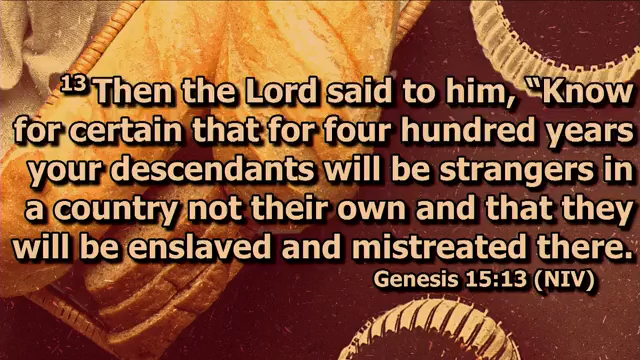 13 Then the Lord said to him, “Know
for certain that for four hundred years
your descendants will be strangers in
a country not their own and that they
will be enslaved and mistreated there.
Genesis 15:13 (NIV)